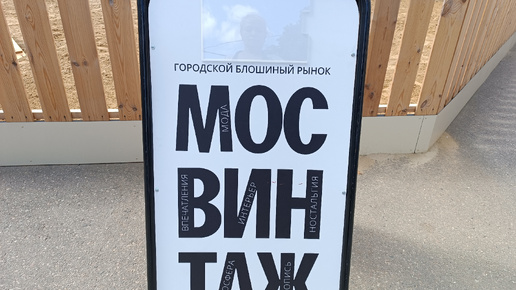 ГОРОДСКОЙ БЛОШИНЫЙ РЫНОК
МОС
МОДА
ВИН
ВПЕЧАТЛЕНИЯ
ИНТЕРЬЕР
НОСТАЛЬГИЯ
ТАЖ